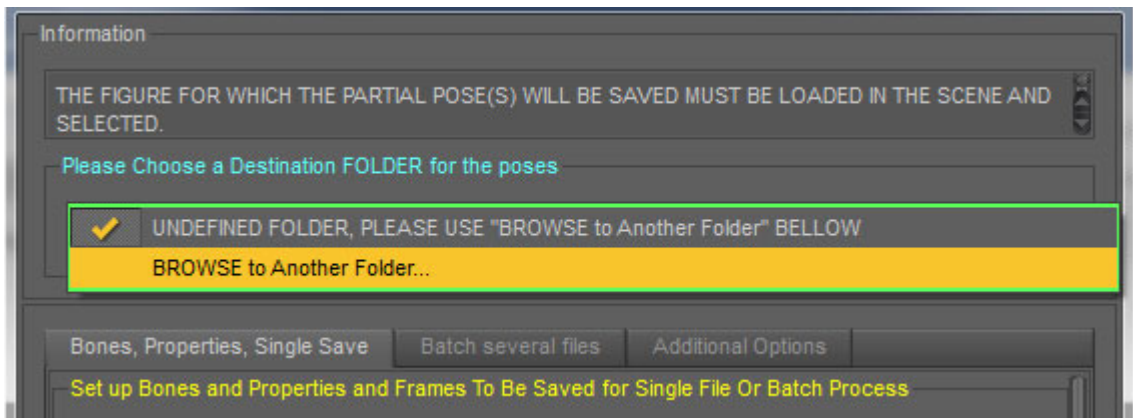 Information
THE FIGURE FOR WHICH THE PARTIAL POSE(S) WILL BE SAVED MUST BE LOADED IN THE SCENE AND
SELECTED.
Please Choose a Destination FOLDER for the poses
UNDEFINED FOLDER, PLEASE USE "BROWSE to Another Folder" BELLOW
BROWSE to Another Folder...
Bones, Properties, Single Save Batch several files Additional Options
Set up Bones and Properties and Frames To Be Saved for Single File Or Batch Process